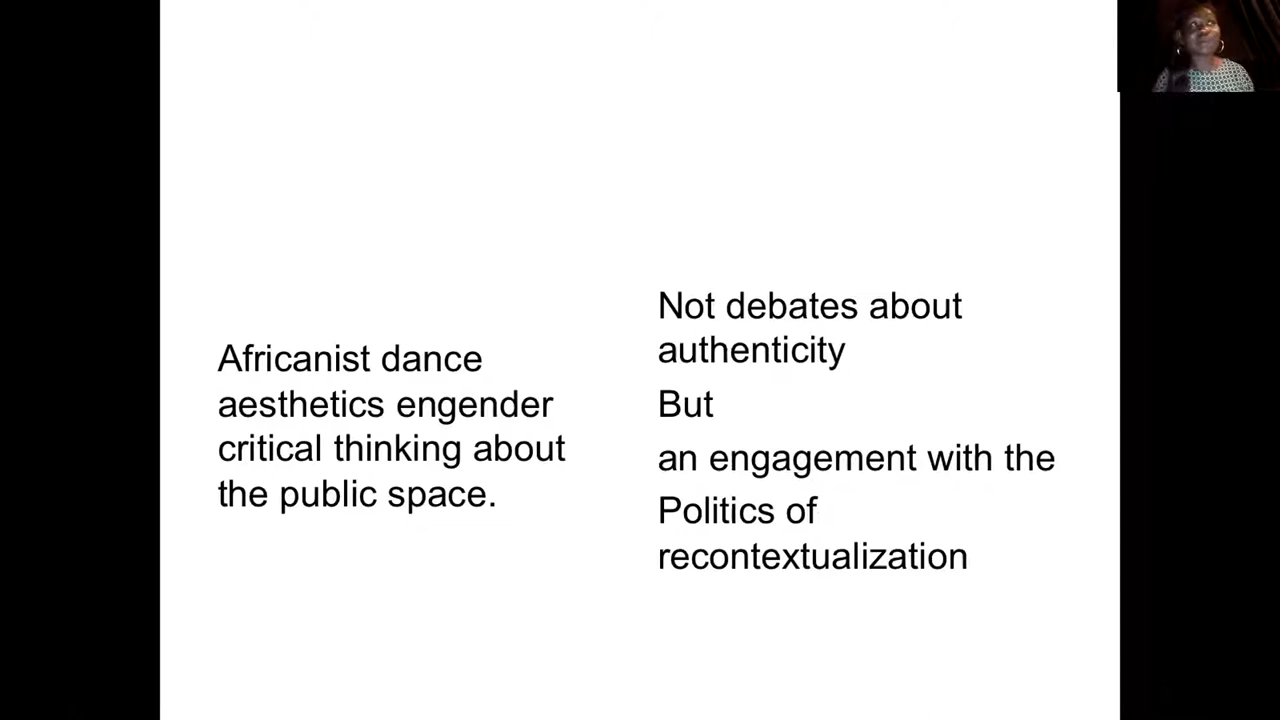 Africanist dance
aesthetics engender
critical thinking about
the public space.
Not debates about
authenticity
But
an engagement with the
Politics of
recontextualization